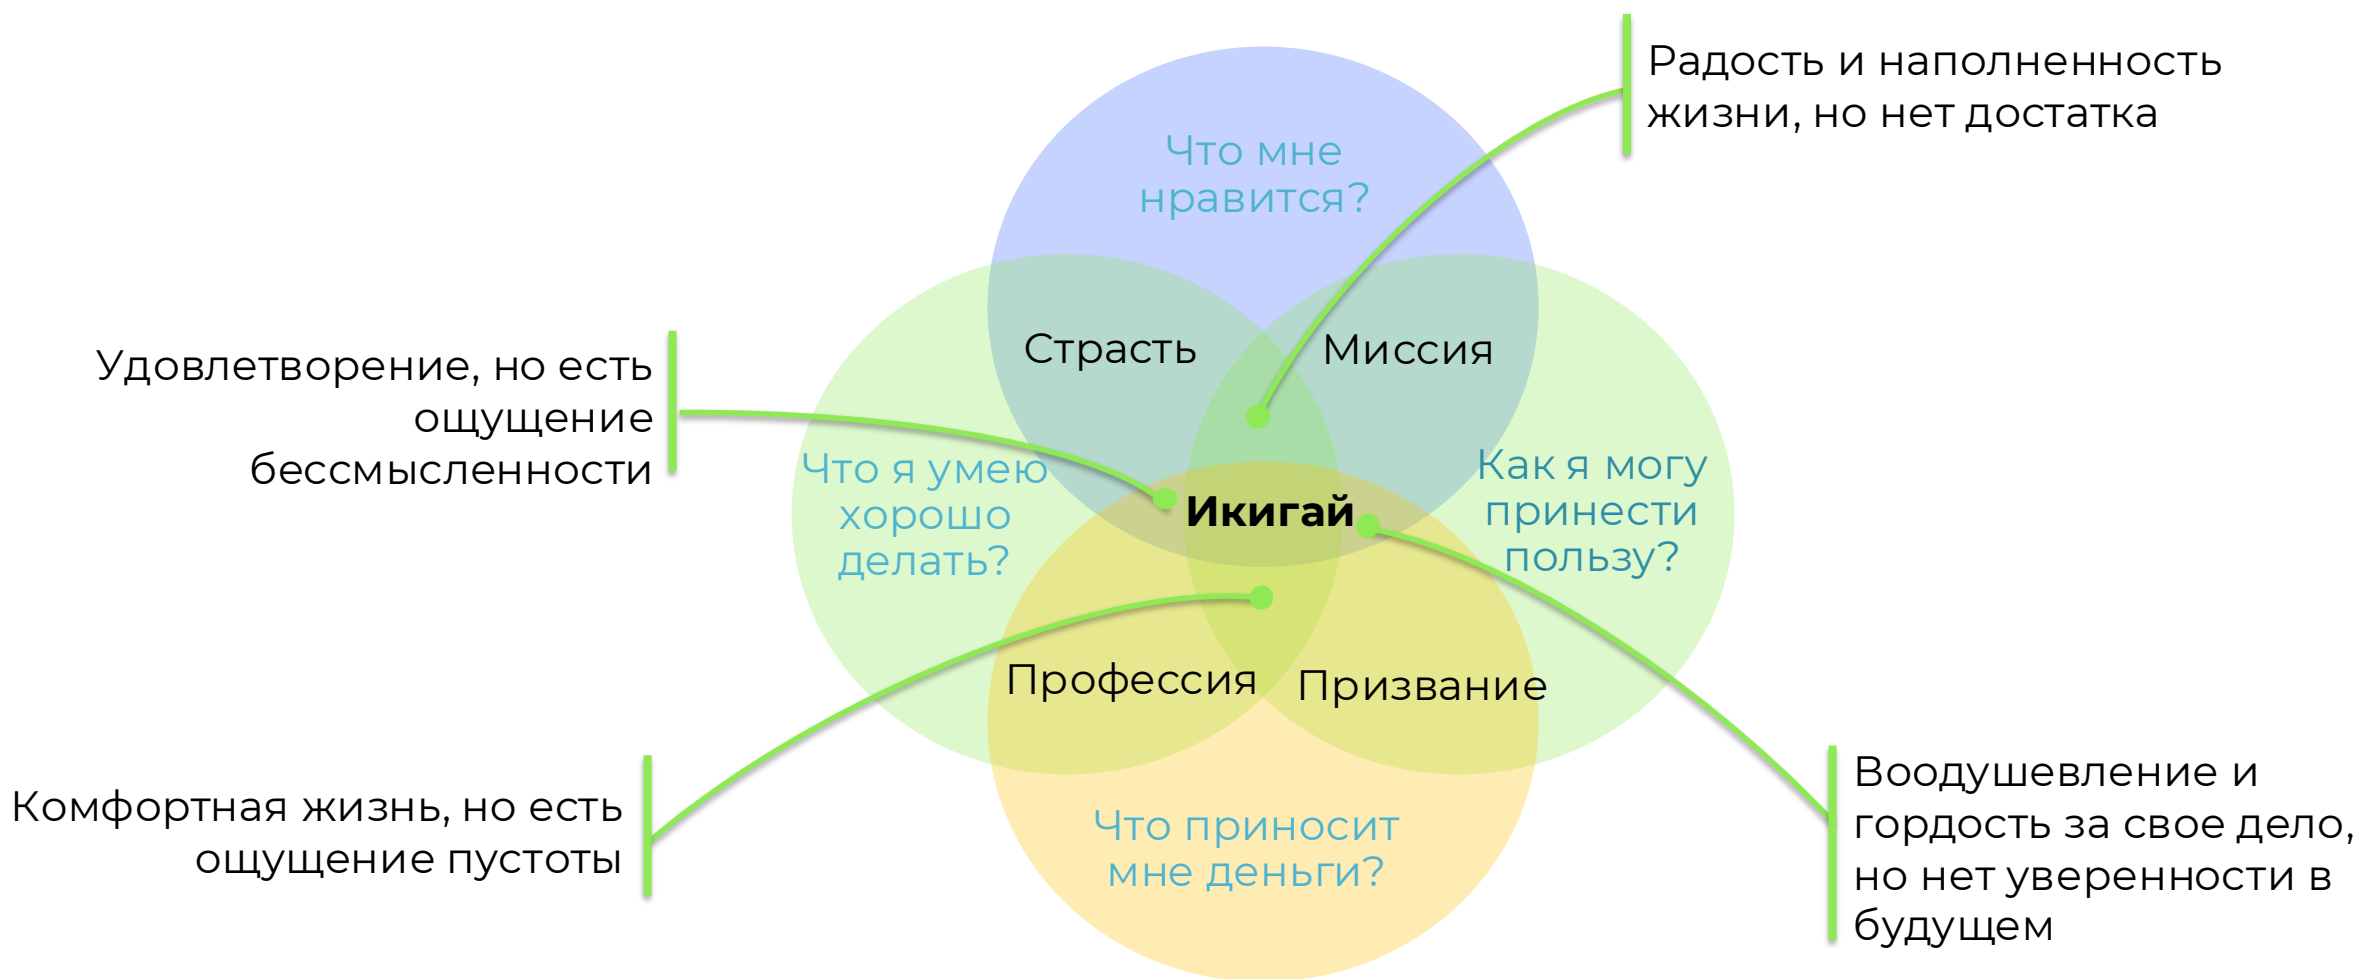 Радость и наполненность
жизни, но нет достатка
Что мне
нравится?
Страсть
Миссия
Удовлетворение, но есть
ощущение
бессмысленности
Что я умею
хорошо
делать?
Икигай
Как я могу
принести
пользу?
Профессия
Призвание
Комфортная жизнь, но есть
ощущение пустоты
Что приносит
мне деньги?
Воодушевление и
гордость за свое дело,
но нет уверенности в
будущем